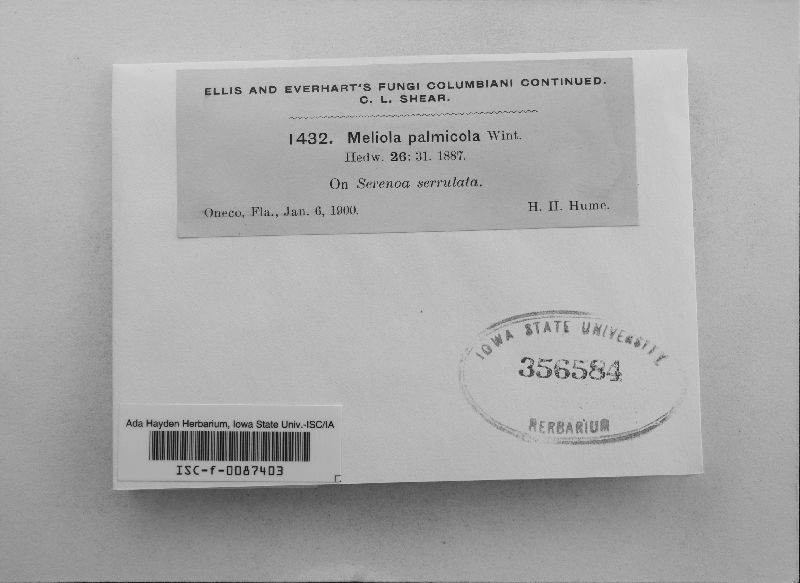 ELLIS AND EVERHART'S FUNGI COLUMBIANI CONTINUED.
C. L. SHEAR.
1432. Meliola palmicola Wint.
Hedw. 26: 31. 1887.
On Serenoa serrulata.
Oneco, Fla., Jan. 6, 1900. H. H. Hume.
IOWA STATE UNIVERSITY
356584
HERBARIUM
Ada Hayden Herbarium, Iowa State Univ.-ISC/IA
ISC-f-0087403